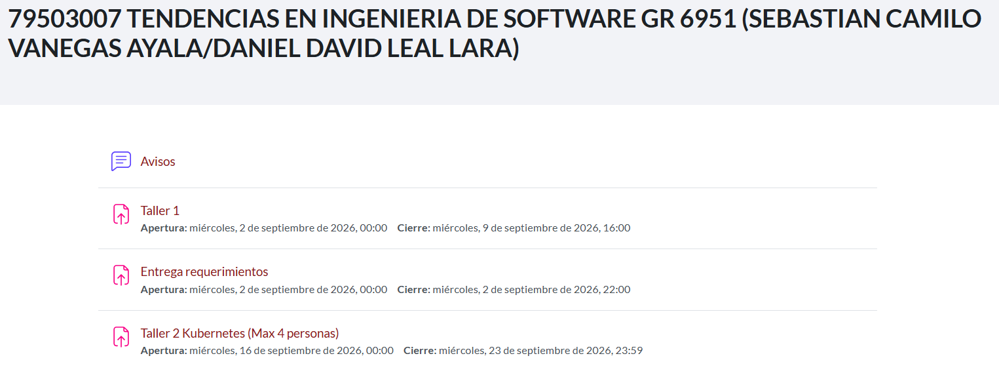 79503007 TENDENCIAS EN INGENIERIA DE SOFTWARE GR 6951 (SEBASTIAN CAMILO
VANEGAS AYALA/DANIEL DAVID LEAL LARA)
Avisos
Taller 1
Apertura: miércoles, 2 de septiembre de 2026, 00:00 Cierre: miércoles, 9 de septiembre de 2026, 16:00
Entrega requerimientos
Apertura: miércoles, 2 de septiembre de 2026, 00:00 Cierre: miércoles, 2 de septiembre de 2026, 22:00
Taller 2 Kubernetes (Max 4 personas)
Apertura: miércoles, 16 de septiembre de 2026, 00:00 Cierre: miércoles, 23 de septiembre de 2026, 23:59